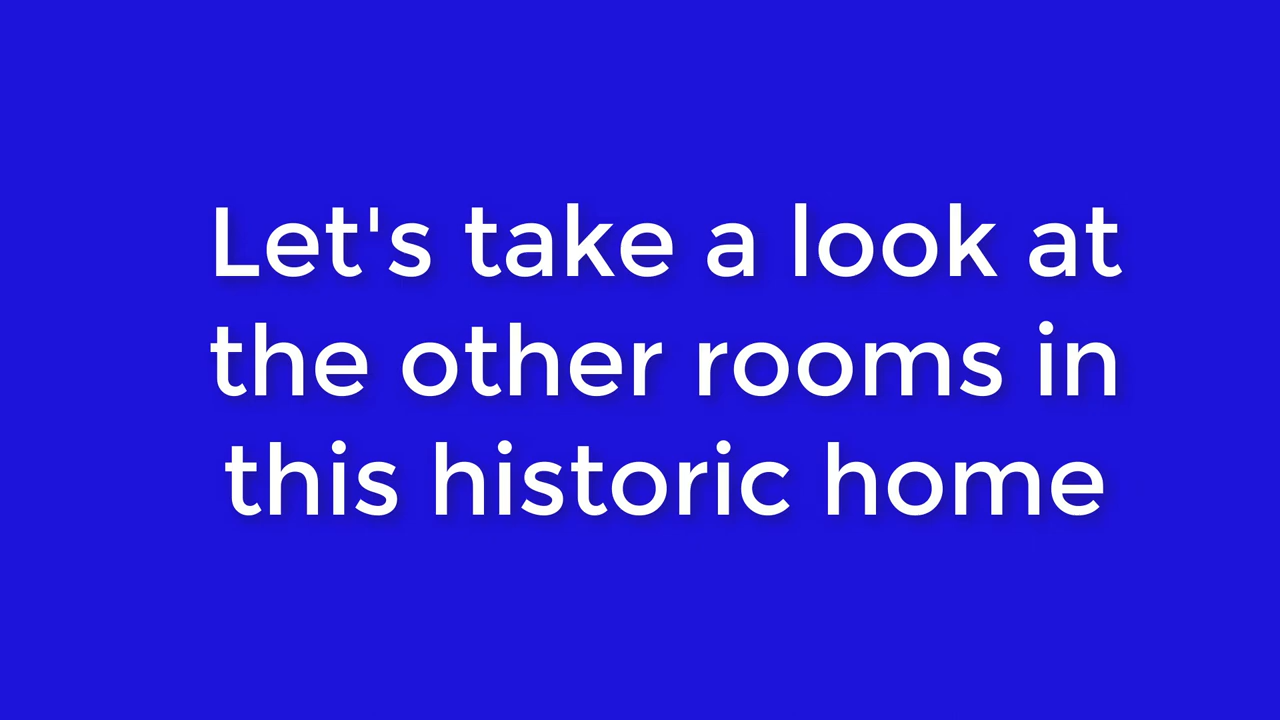 Let's take a look at
the other rooms in
this historic home